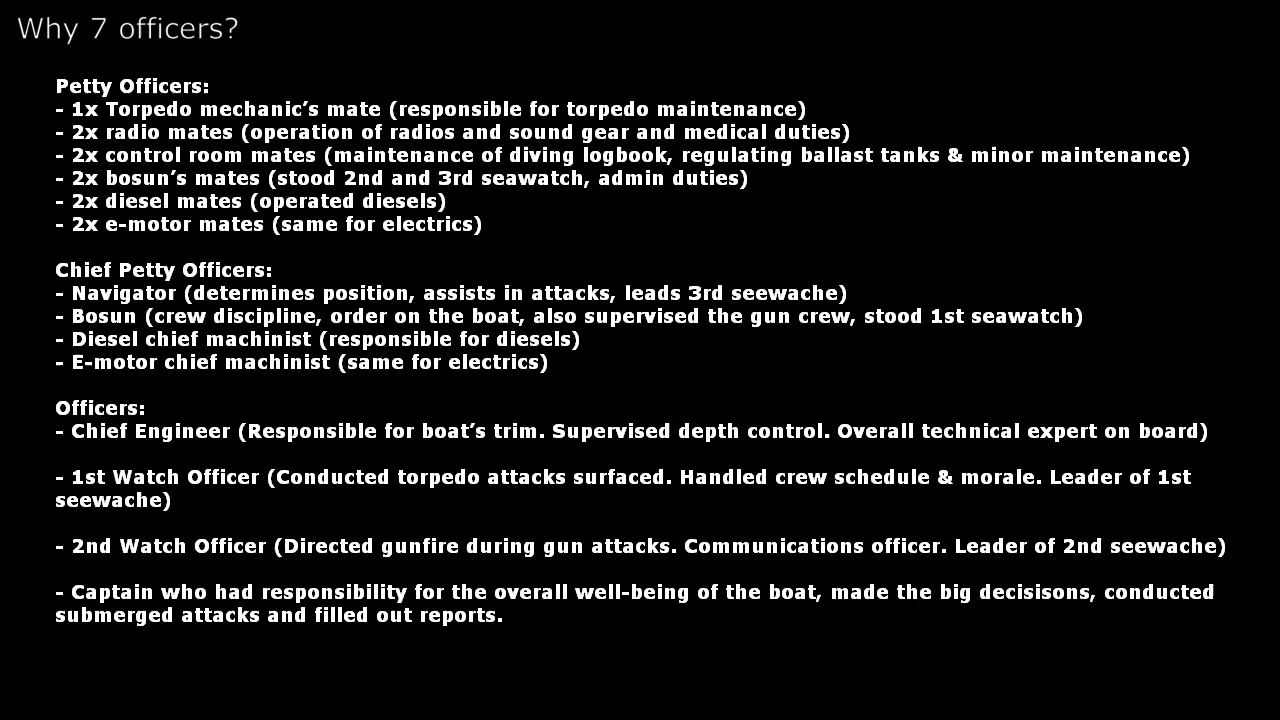 Why 7 officers?
Petty Officers:
- 1x Torpedo mechanic's mate (responsible for torpedo maintenance)
- 2x radio mates (operation of radios and sound gear and medical duties)
- 2x control room mates (maintenance of diving logbook, regulating ballast tanks & minor maintenance)
- 2x bosun's mates (stood 2nd and 3rd seawatch, admin duties)
- 2x diesel mates (operated diesels)
- 2x e-motor mates (same for electrics)
Chief Petty Officers:
- Navigator (determines position, assists in attacks, leads 3rd seewache)
- Bosun (crew discipline, order on the boat, also supervised the gun crew, stood 1st seawatch)
- Diesel chief machinist (responsible for diesels)
- E-motor chief machinist (same for electrics)
Officers:
- Chief Engineer (Responsible for boat's trim. Supervised depth control. Overall technical expert on board)
- 1st Watch Officer (Conducted torpedo attacks surfaced. Handled crew schedule & morale. Leader of 1st
seewache)
- 2nd Watch Officer (Directed gunfire during gun attacks. Communications officer. Leader of 2nd seewache)
- Captain who had responsibility for the overall well-being of the boat, made the big decisisons, conducted
submerged attacks and filled out reports.